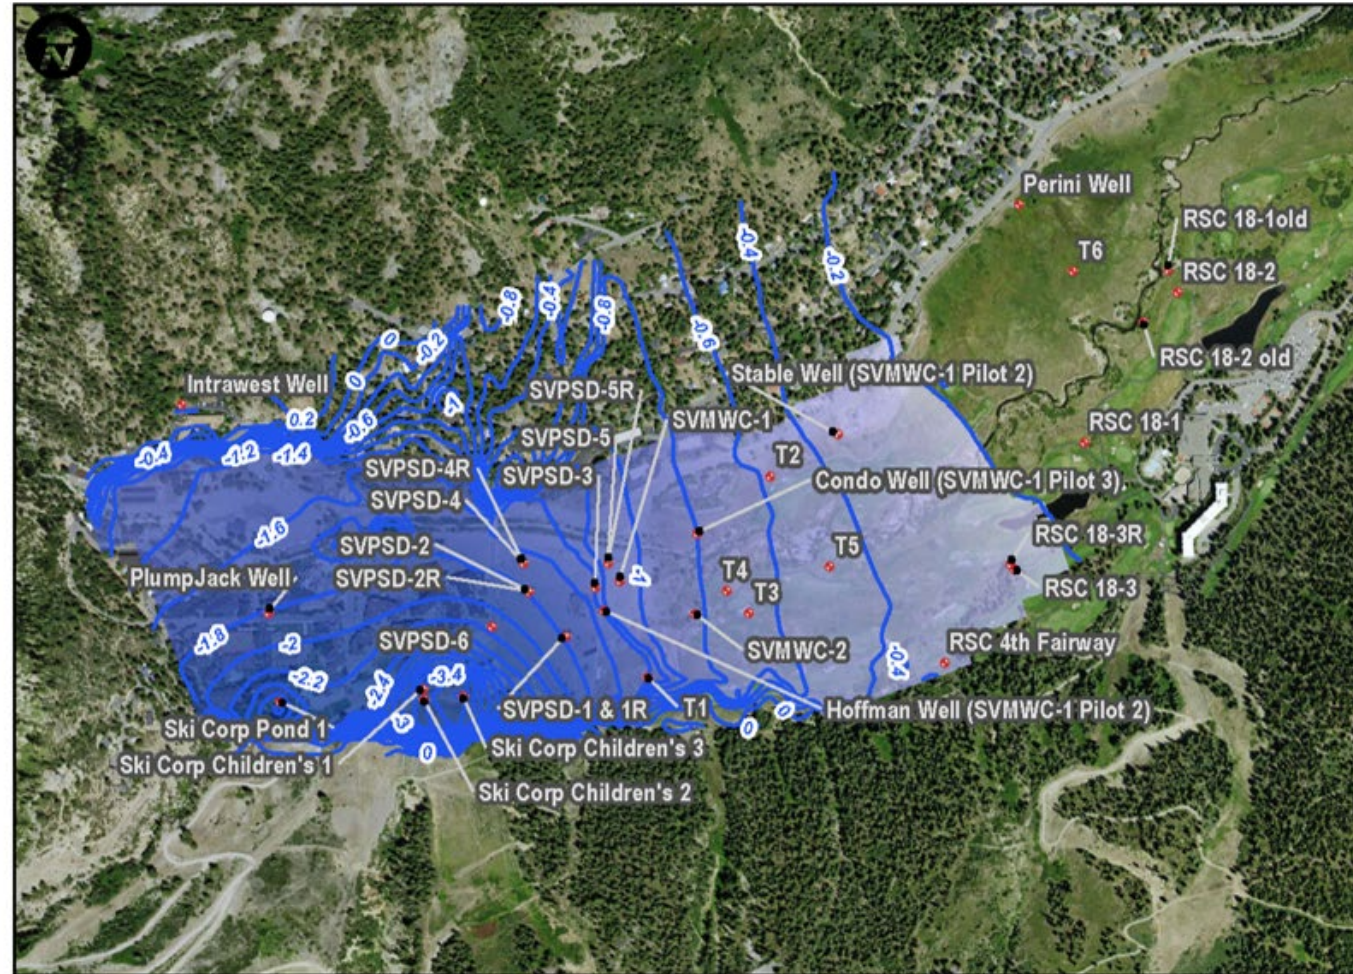 N
Perini Well
RSC 18-1old
T6
RSC 18-2
-0.4
-0.2
-0.8
-0.4
-0.8
0
-0.2
-0.6
RSC 18-2 old
Stable Well (SVMWC-1 Pilot 2)
Intrawest Well
0
SVPSD-5R
0.2
-1
-0.6
SVMWC-1
RSC 18-1
SVPSD-5
-0.4
-1.2
-1.4
T2
SVPSD-4R
SVPSD-3
Condo Well (SVMWC-1 Pilot 3)
SVPSD-4
-1.6
RSC 18-3R
SVPSD-2
T5
PlumpJack Well
SVPSD-2R
-1
T4
T3
RSC 18-3
-1.8
-2
SVPSD-6
SVMWC-2
RSC 4th Fairway
-0.4
-2.2
-2.4
-3.4
SVPSD-1 & 1R
T1
Hoffman Well (SVMWC-1 Pilot 2)
Ski Corp Pond 1
-3
0
0
Ski Corp Children's 1
0
Ski Corp Children's 3
Ski Corp Children's 2